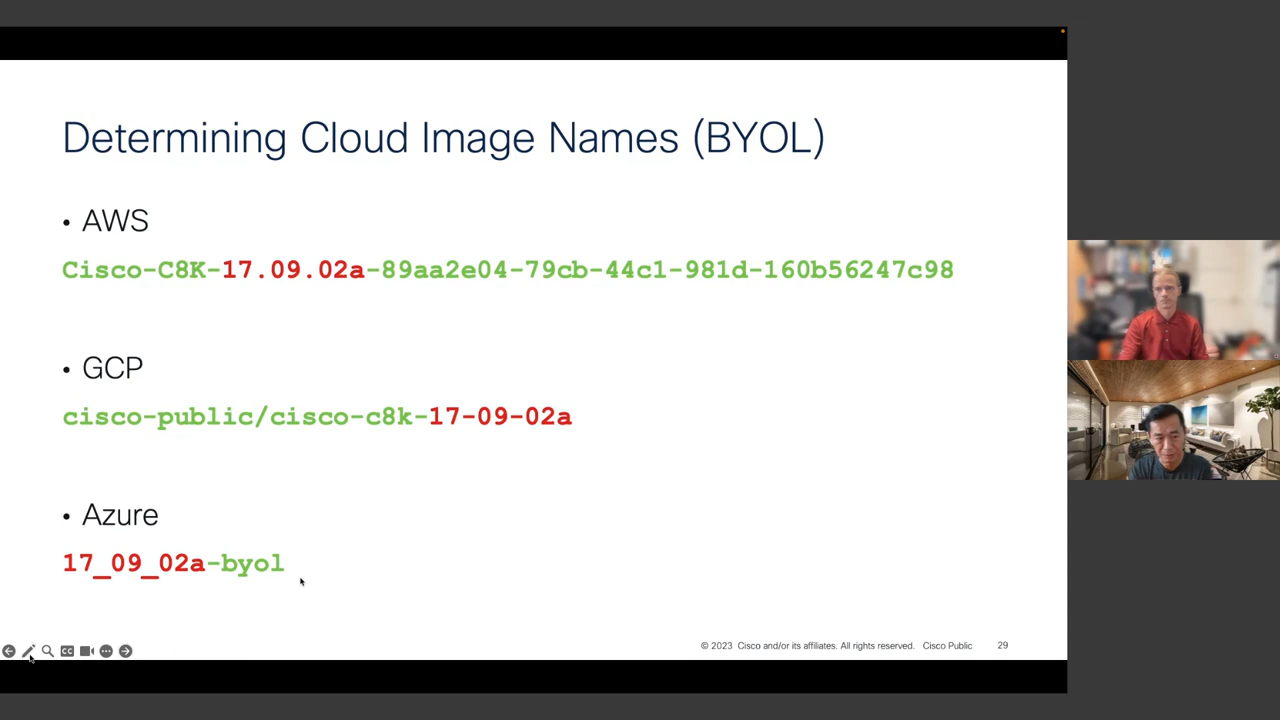 Determining Cloud Image Names (BYOL)
• AWS
Cisco-C8K-17.09.02a-89aa2e04-79cb-44c1-981d-160b56247c98
• GCP
cisco-public/cisco-c8k-17-09-02a
• Azure
17_09_02a-byol
CC
© 2023 Cisco and/or its affiliates. All rights reserved. Cisco Public 29